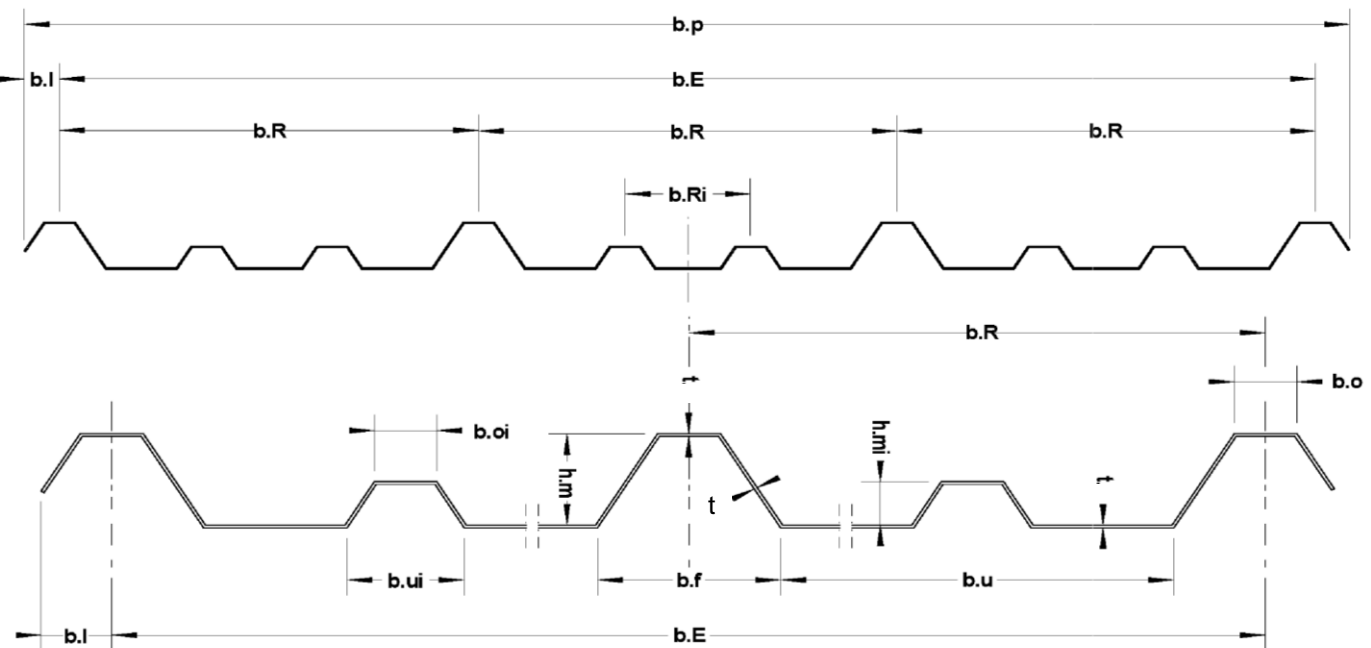 b.p
b.l b.E
b.R b.R b.R
b.Ri
b.R
t b.o
b.oi h.m h.mi t
t
b.ui b.f b.u
b.l b.E